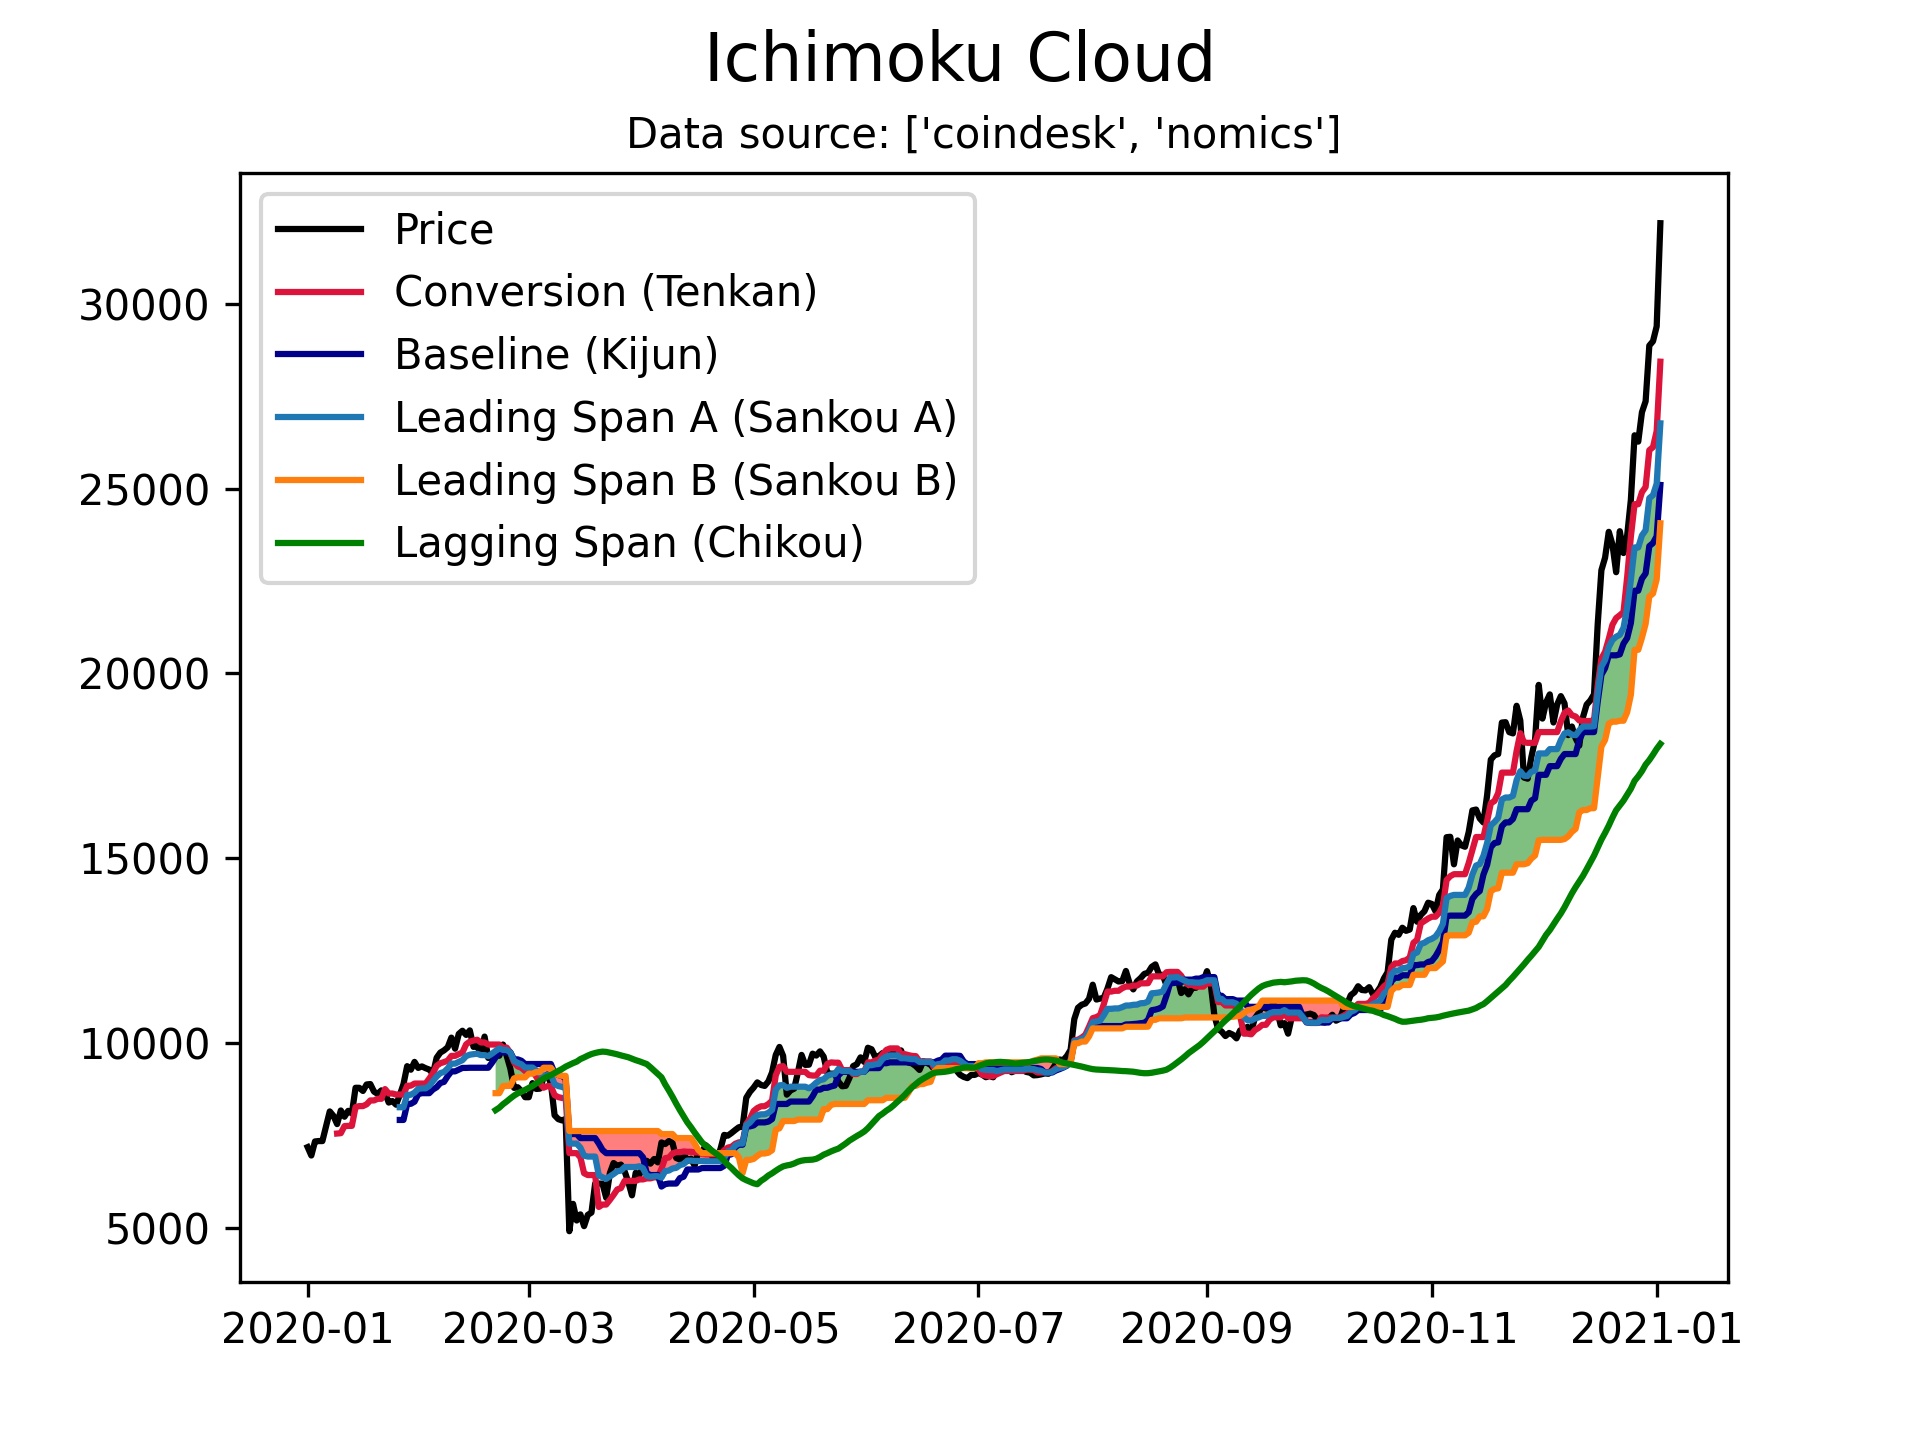 Ichimoku Cloud
Data source: ['coindesk', 'nomics']
Price
Conversion (Tenkan)
Baseline (Kijun)
Leading Span A (Sankou A)
Leading Span B (Sankou B)
Lagging Span (Chikou)
30000
25000
20000
15000
10000
5000
2020-01 2020-03 2020-05 2020-07 2020-09 2020-11 2021-01